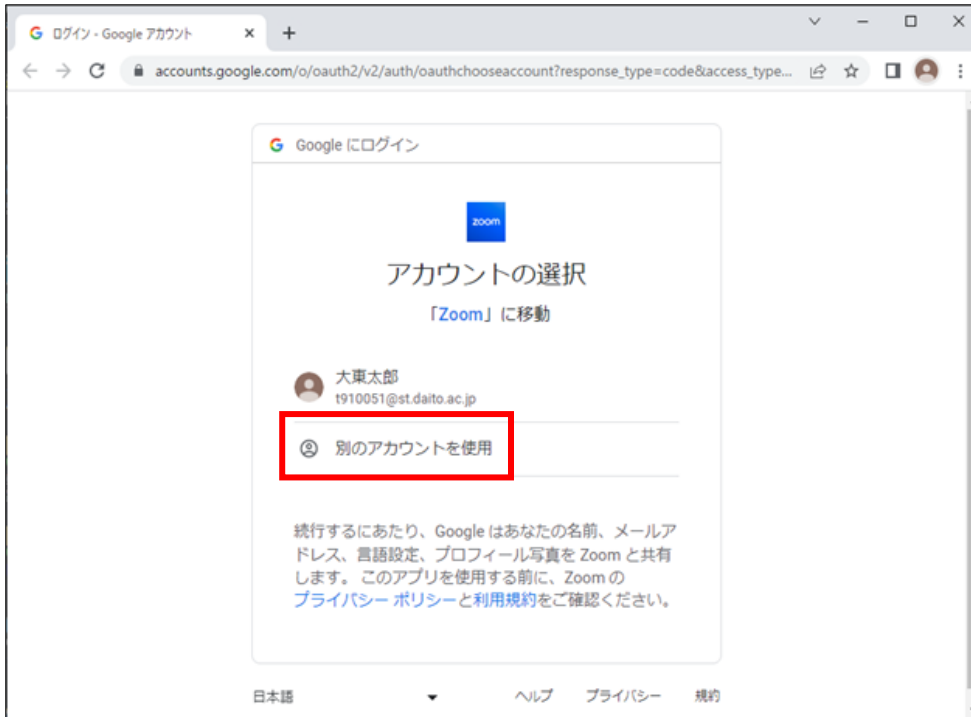 ログイン - Google アカウント
accounts.google.com/o/oauth2/v2/auth/oauthchooseaccount?response_type=code&access_type...
Google にログイン
zoom
アカウントの選択
「Zoom」に移動
大東太郎
t910051@st.daito.ac.jp
別のアカウントを使用
続行するにあたり、Google はあなたの名前、メールア
ドレス、言語設定、プロフィール写真を Zoom と共有
します。 このアプリを使用する前に、Zoom の
プライバシー ポリシーと利用規約をご確認ください。
日本語 ヘルプ プライバシー 規約